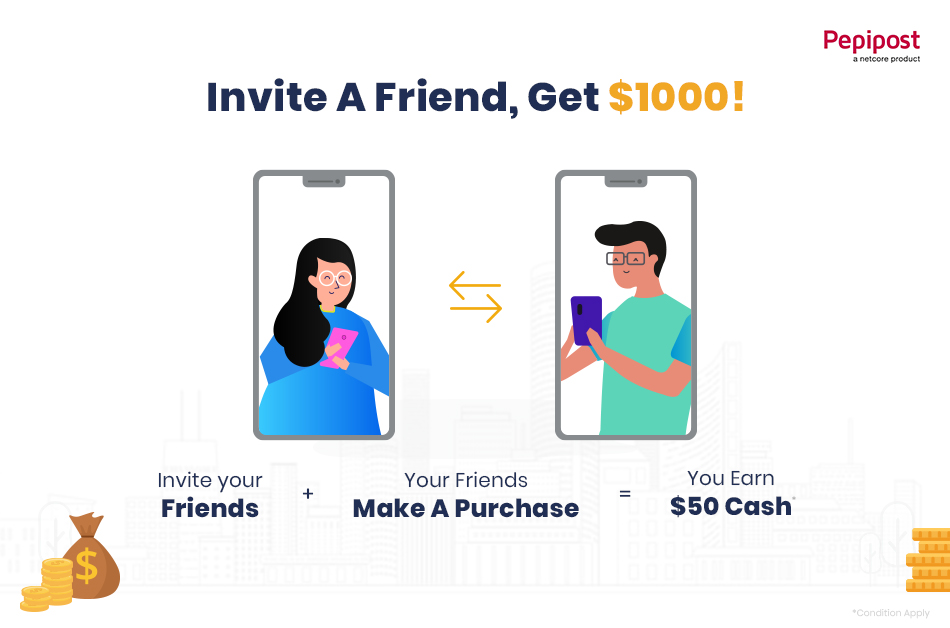 Pepipost
a netcore product
Invite A Friend, Get $1000!
Invite your
Friends
+
Your Friends
Make A Purchase
=
You Earn
$50 Cash*
$
*Condition Apply